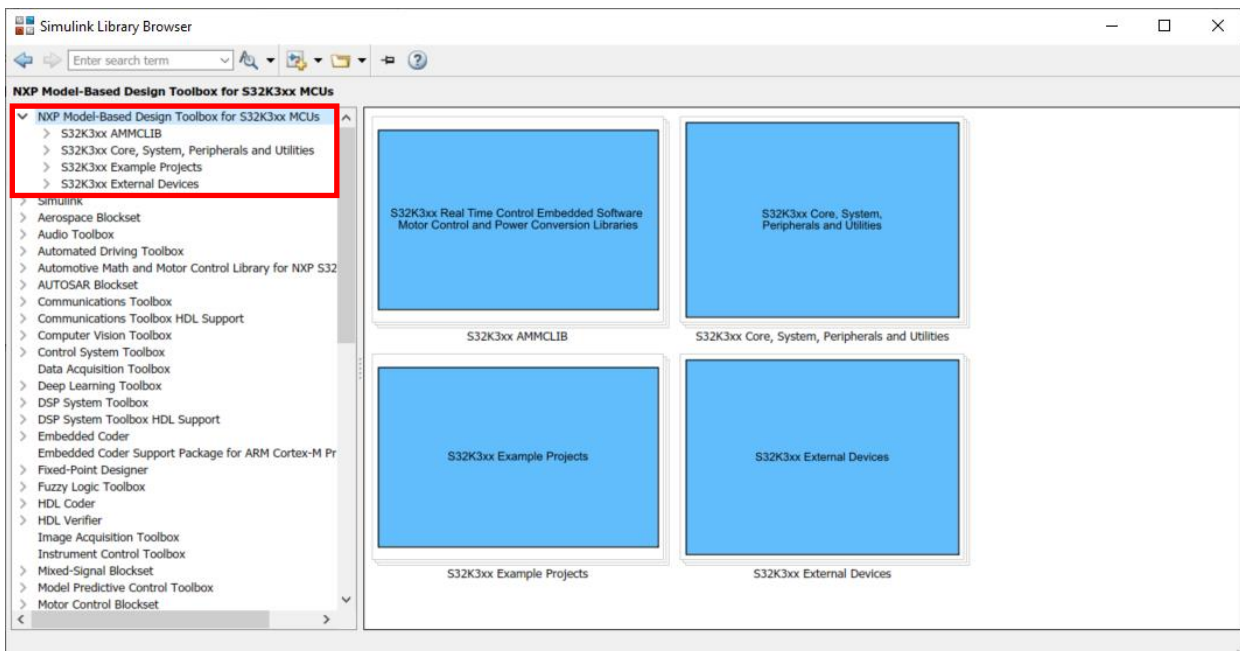 Simulink Library Browser
Enter search term
NXP Model-Based Design Toolbox for S32K3xx MCUs
NXP Model-Based Design Toolbox for S32K3xx MCUs
S32K3xx AMMCLIB
S32K3xx Core, System, Peripherals and Utilities
S32K3xx Example Projects
S32K3xx External Devices
Simulink
Aerospace Blockset
Audio Toolbox
Automated Driving Toolbox
Automotive Math and Motor Control Library for NXP S32
AUTOSAR Blockset
Communications Toolbox
Communications Toolbox HDL Support
Computer Vision Toolbox
Control System Toolbox
Data Acquisition Toolbox
Deep Learning Toolbox
DSP System Toolbox
DSP System Toolbox HDL Support
Embedded Coder
Embedded Coder Support Package for ARM Cortex-M Pr
Fixed-Point Designer
Fuzzy Logic Toolbox
HDL Coder
HDL Verifier
Image Acquisition Toolbox
Instrument Control Toolbox
Mixed-Signal Blockset
Model Predictive Control Toolbox
Motor Control Blockset
S32K3xx Real Time Control Embedded Software
Motor Control and Power Conversion Libraries
S32K3xx AMMCLIB
S32K3xx Core, System,
Peripherals and Utilities
S32K3xx Core, System, Peripherals and Utilities
S32K3xx Example Projects
S32K3xx Example Projects
S32K3xx External Devices
S32K3xx External Devices